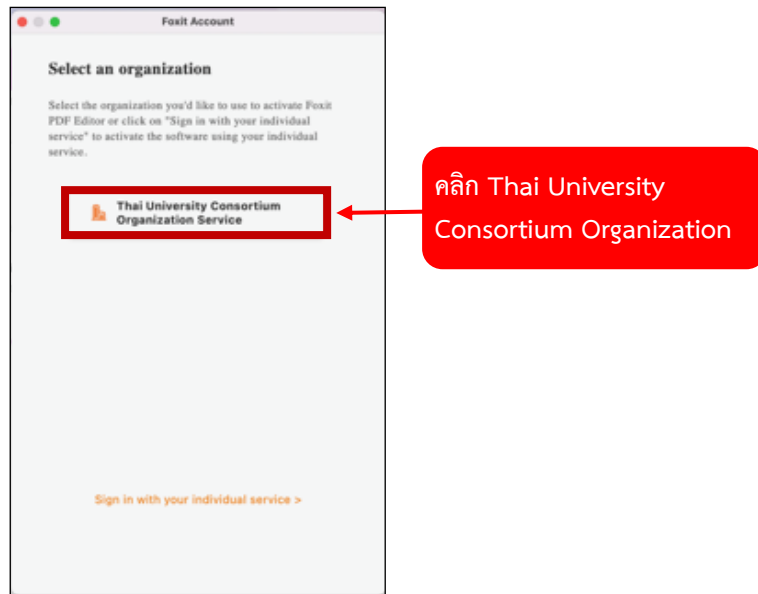 Foxit Account
Select an organization
Select the organization you'd like to use to activate Foxit
PDF Editor or click on "Sign in with your individual
service" to activate the software using your individual
service.
Thai University Consortium
Organization Service
Sign in with your individual service >
คลิก Thai University
Consortium Organization